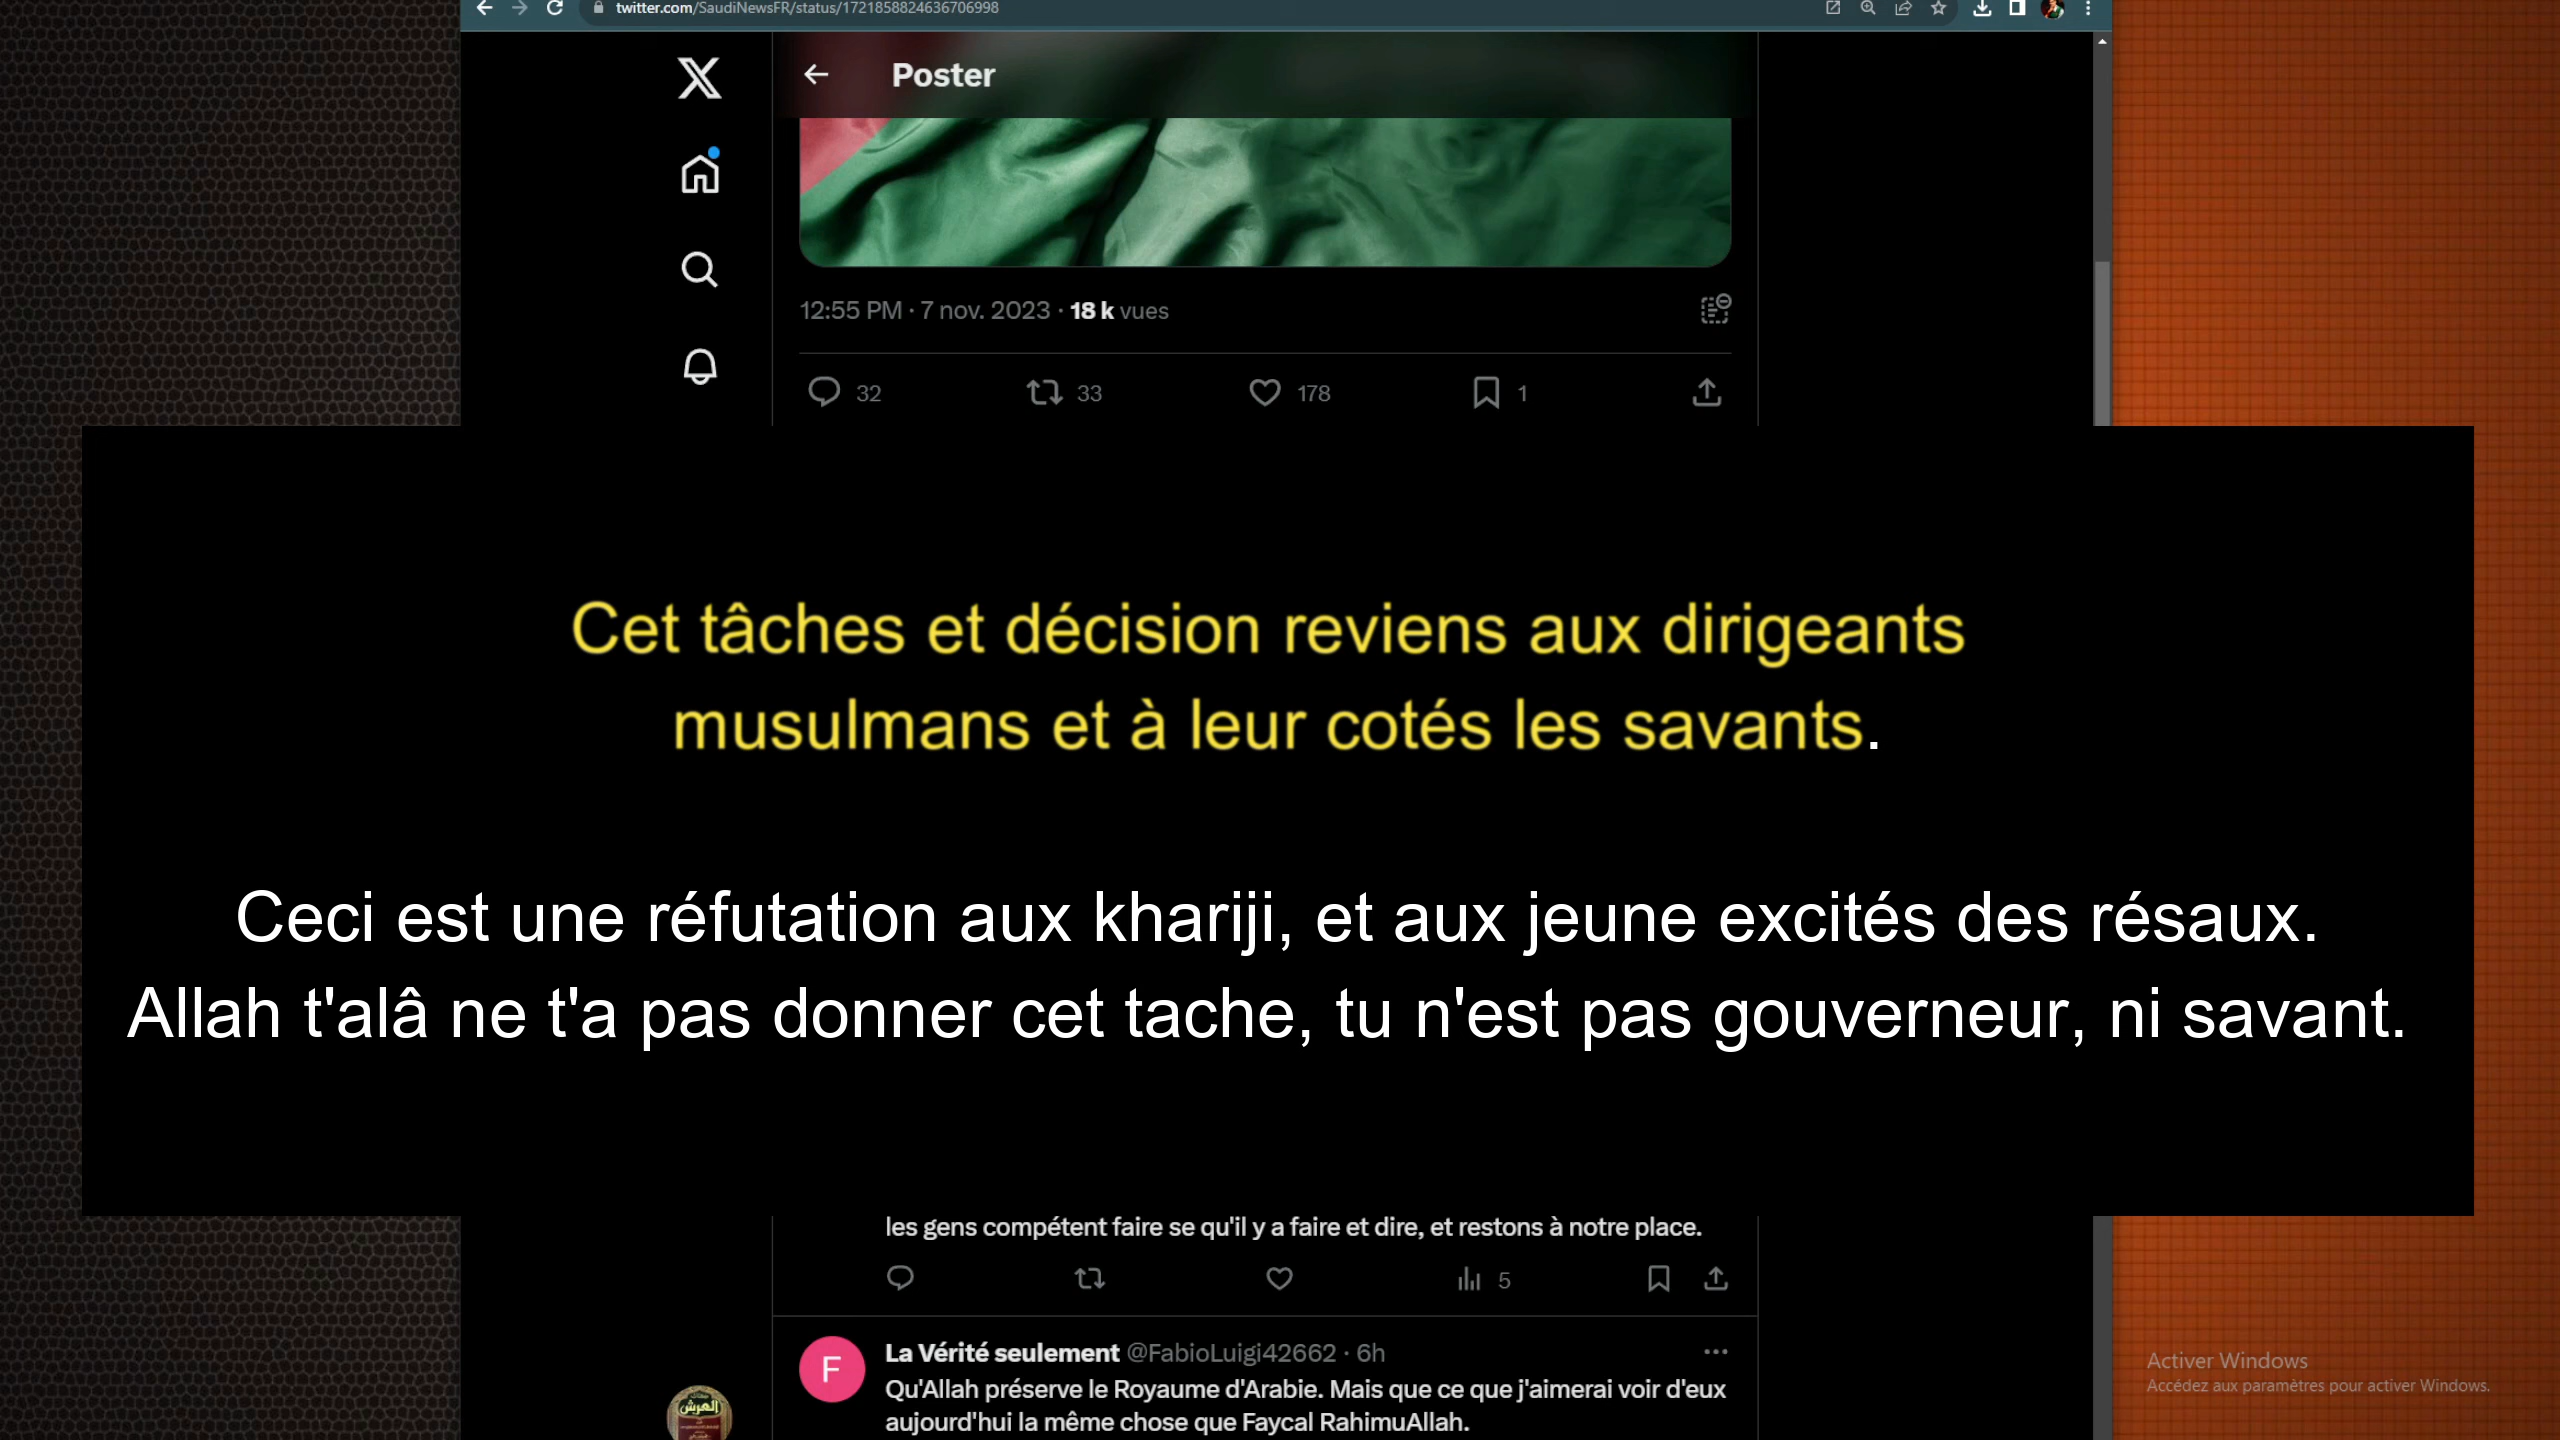 twitter.com/SaudiNewsFR/status/1721858824636706998
Poster
12:55 PM · 7 nov. 2023 · 18 k vues
32 33 178 1
Cet tâches et décision reviens aux dirigeants
musulmans et à leur cotés les savants.
Ceci est une réfutation aux khariji, et aux jeune excités des résaux.
Allah t'alâ ne t'a pas donner cet tache, tu n'est pas gouverneur, ni savant.
les gens compétent faire se qu'il y a faire et dire, et restons à notre place.
5
F
La Vérité seulement @FabioLuigi42662 · 6h
Qu'Allah préserve le Royaume d'Arabie. Mais que ce que j'aimerai voir d'eux
aujourd'hui la même chose que Faycal RahimuAllah.
العرش
Activer Windows
Accédez aux paramètres pour activer Windows.